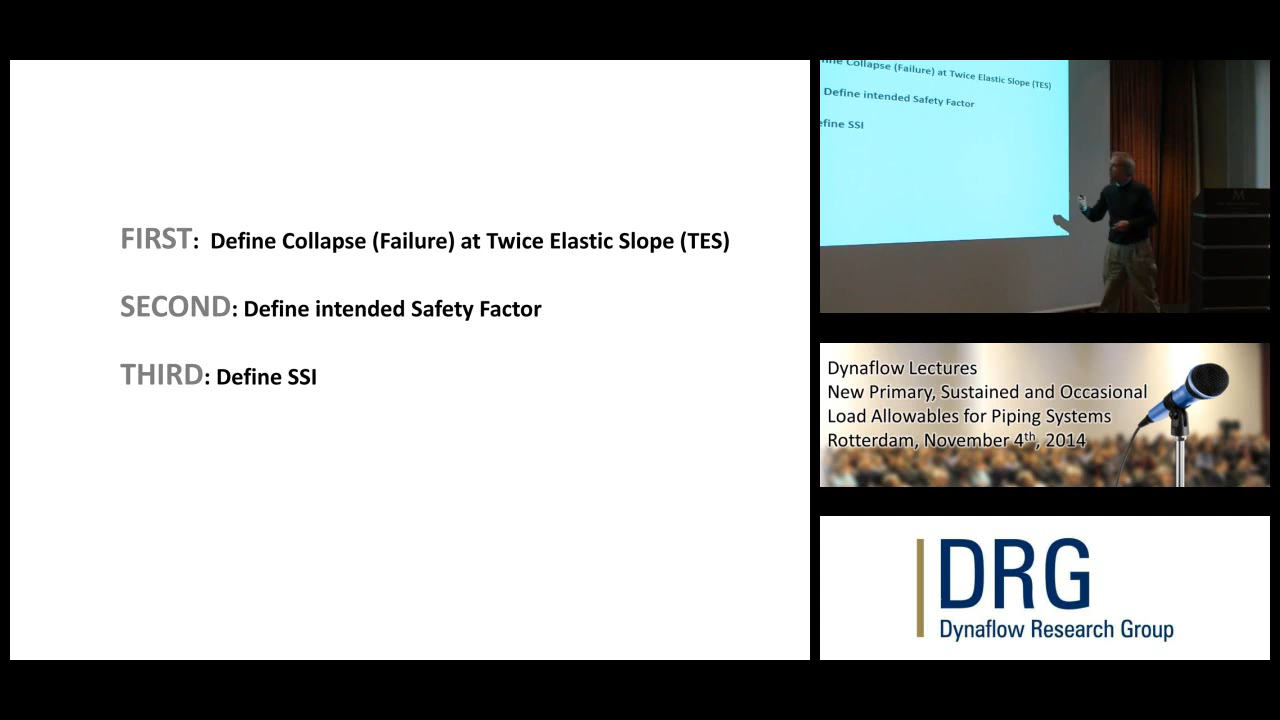 FIRST: Define Collapse (Failure) at Twice Elastic Slope (TES)
SECOND: Define intended Safety Factor
THIRD: Define SSI
Collapse (Failure) at Twice Elastic Slope (TES)
Define intended Safety Factor
efine SSI
Dynaflow Lectures
New Primary, Sustained and Occasional
Load Allowables for Piping Systems
Rotterdam, November 4th, 2014
DRG
Dynaflow Research Group